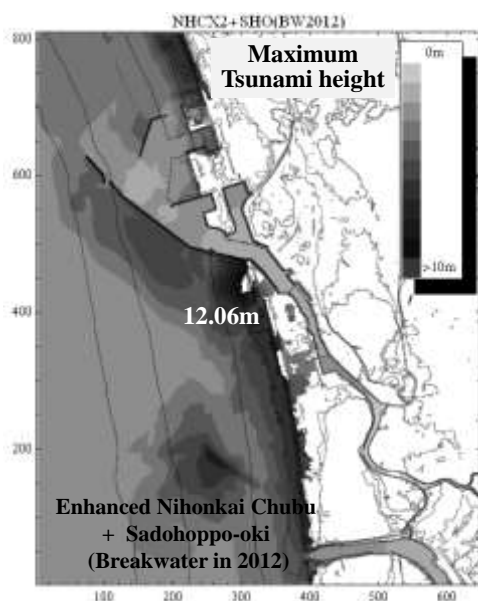 NHCX2+SHO(BW2012)
800
Maximum
Tsunami height
0m
600
>10m
400
12.06m
200
Enhanced Nihonkai Chubu
+ Sadohoppo-oki
(Breakwater in 2012)
100 200 300 400 500 600